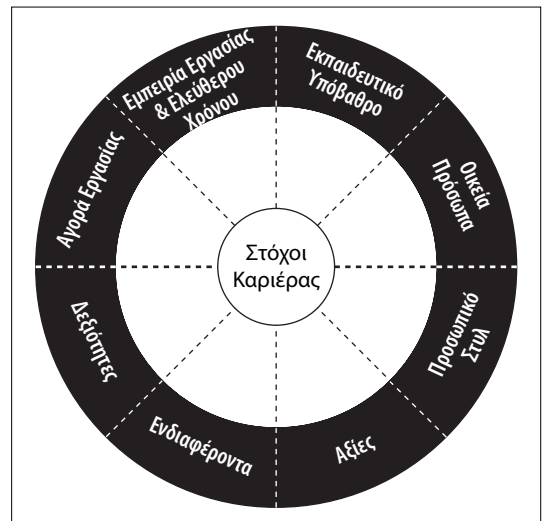 Εμπειρία Εργασίας
& Ελεύθερου
Χρόνου
Εκπαιδευτικό
Υπόβαθρο
Οικεία
Πρόσωπα
Προσωπικό
Στυλ
Αξίες
Ενδιαφέροντα
Δεξιότητες
Αγορά Εργασίας
Στόχοι
Καριέρας